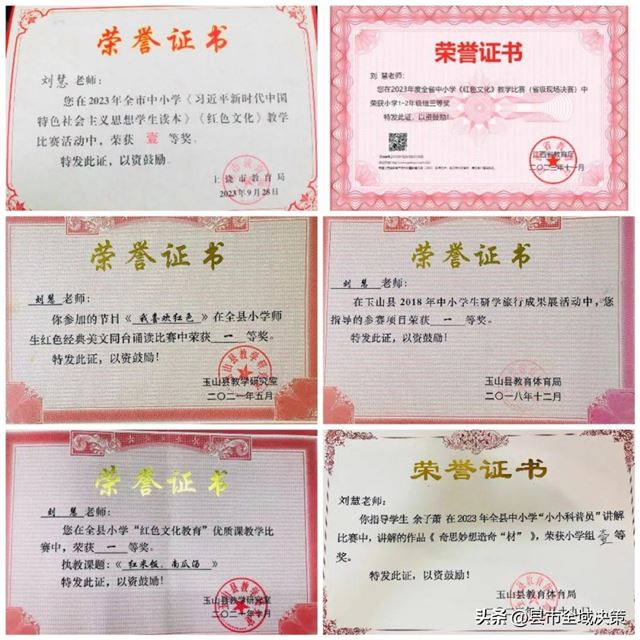 荣誉证书
刘慧 老师:
您在2023年全市中小学《习近平新时代中国
特色社会主义思想学生读本》《红色文化》教学
比赛活动中，荣获 壹 等奖。
特发此证，以资鼓励。
上饶市教育局
2023年9月28日
荣誉证书
刘 慧老师:
您在2023年度全省中小学《红色文化》教学比赛（省级现场决赛）中
荣获小学1-2年级组三等奖
特发此证，以资鼓励!
江西省教育厅
二〇二三年十一月
荣誉证书
刘慧 老师:
你参加的节目《 我喜欢红色 》在全县小学师
生红色经典美文同台诵读比赛中荣获 一 等奖。
特发此证，以资鼓励!
玉山县教学研究室
二〇二一年五月
荣誉证书
刘慧 老师:
在玉山县2018年中小学生研学旅行成果展活动中，您
指导的参赛项目荣获 一 等奖。
特发此证，以资鼓励!
玉山县教育体育局
二〇一八年十二月
荣誉证书
刘慧 老师:
您在全县小学“红色文化教育”优质课教学比
赛中，荣获 一 等奖。
执教课题:《 红米饭、南瓜汤 》
特发此证，以资鼓励!
玉山县教学研究室
二〇二一年十月
荣誉证书
刘慧老师:
你指导学生 余子萧 在2023年全县中小学“小小科普员”讲解
比赛中，讲解的作品《 奇思妙想造奇“材” 》，荣获小学组 壹 等
奖。
特发此证，以资鼓励!
玉山县教育体育局
头条 @县市全域决策